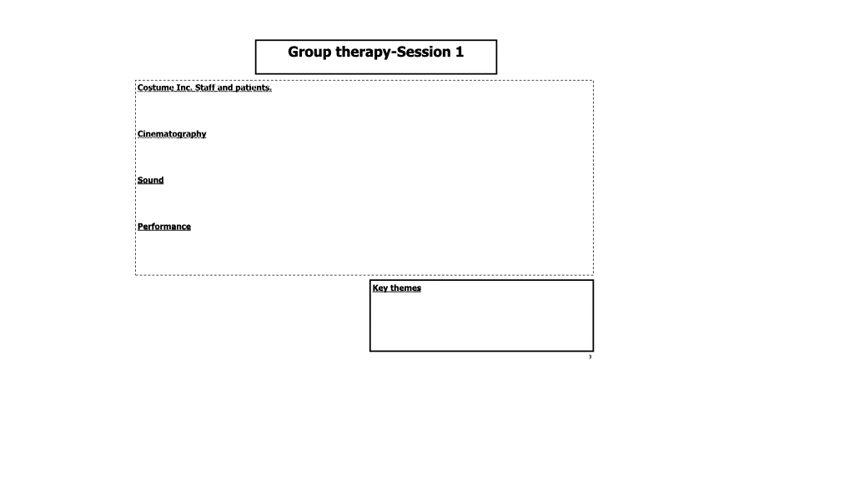 Group therapy-Session 1
Costume Inc. Staff and patients.
Cinematography
Sound
Performance
Key themes
3